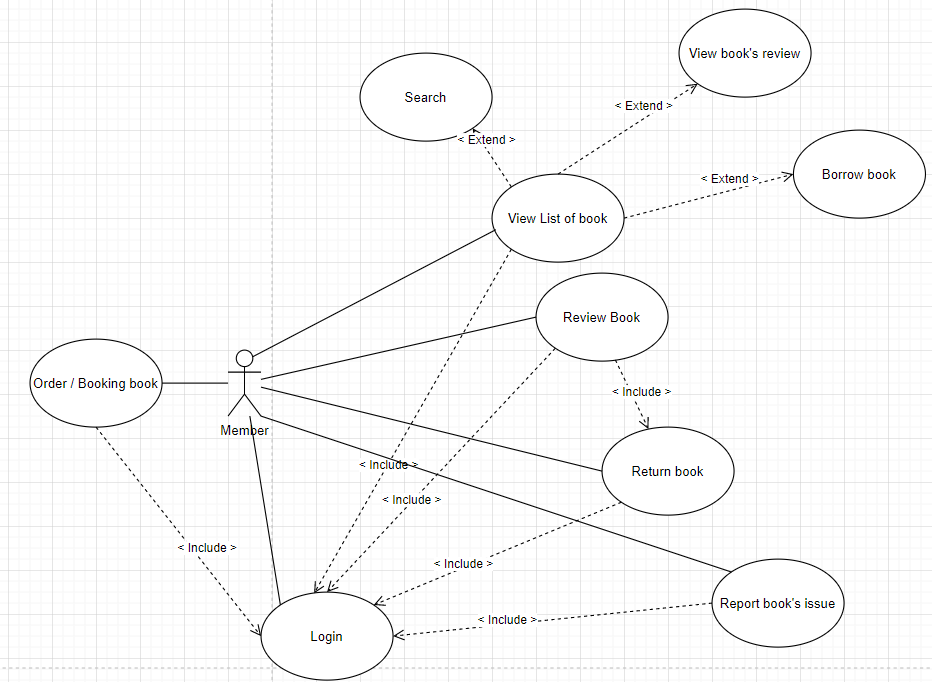 View book's review
Search
< Extend >
< Extend >
Borrow book
< Extend >
View List of book
Review Book
Order / Booking book
< Include >
Member
< Include >
Return book
< Include >
< Include >
< Include >
Report book's issue
< Include >
Login